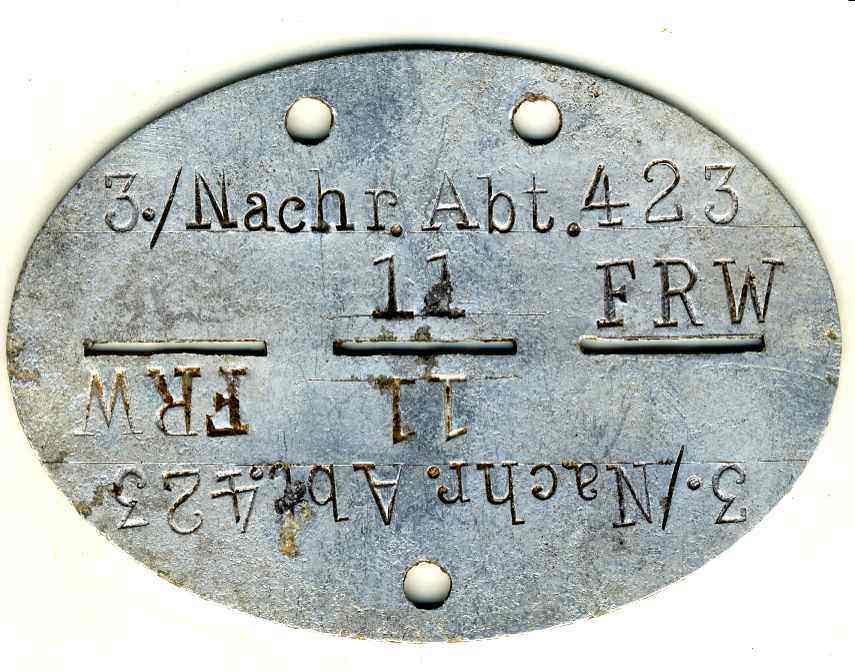 3./Nachr. Abt. 423
11 FRW
11 FRW
3./Nachr. Abt. 423